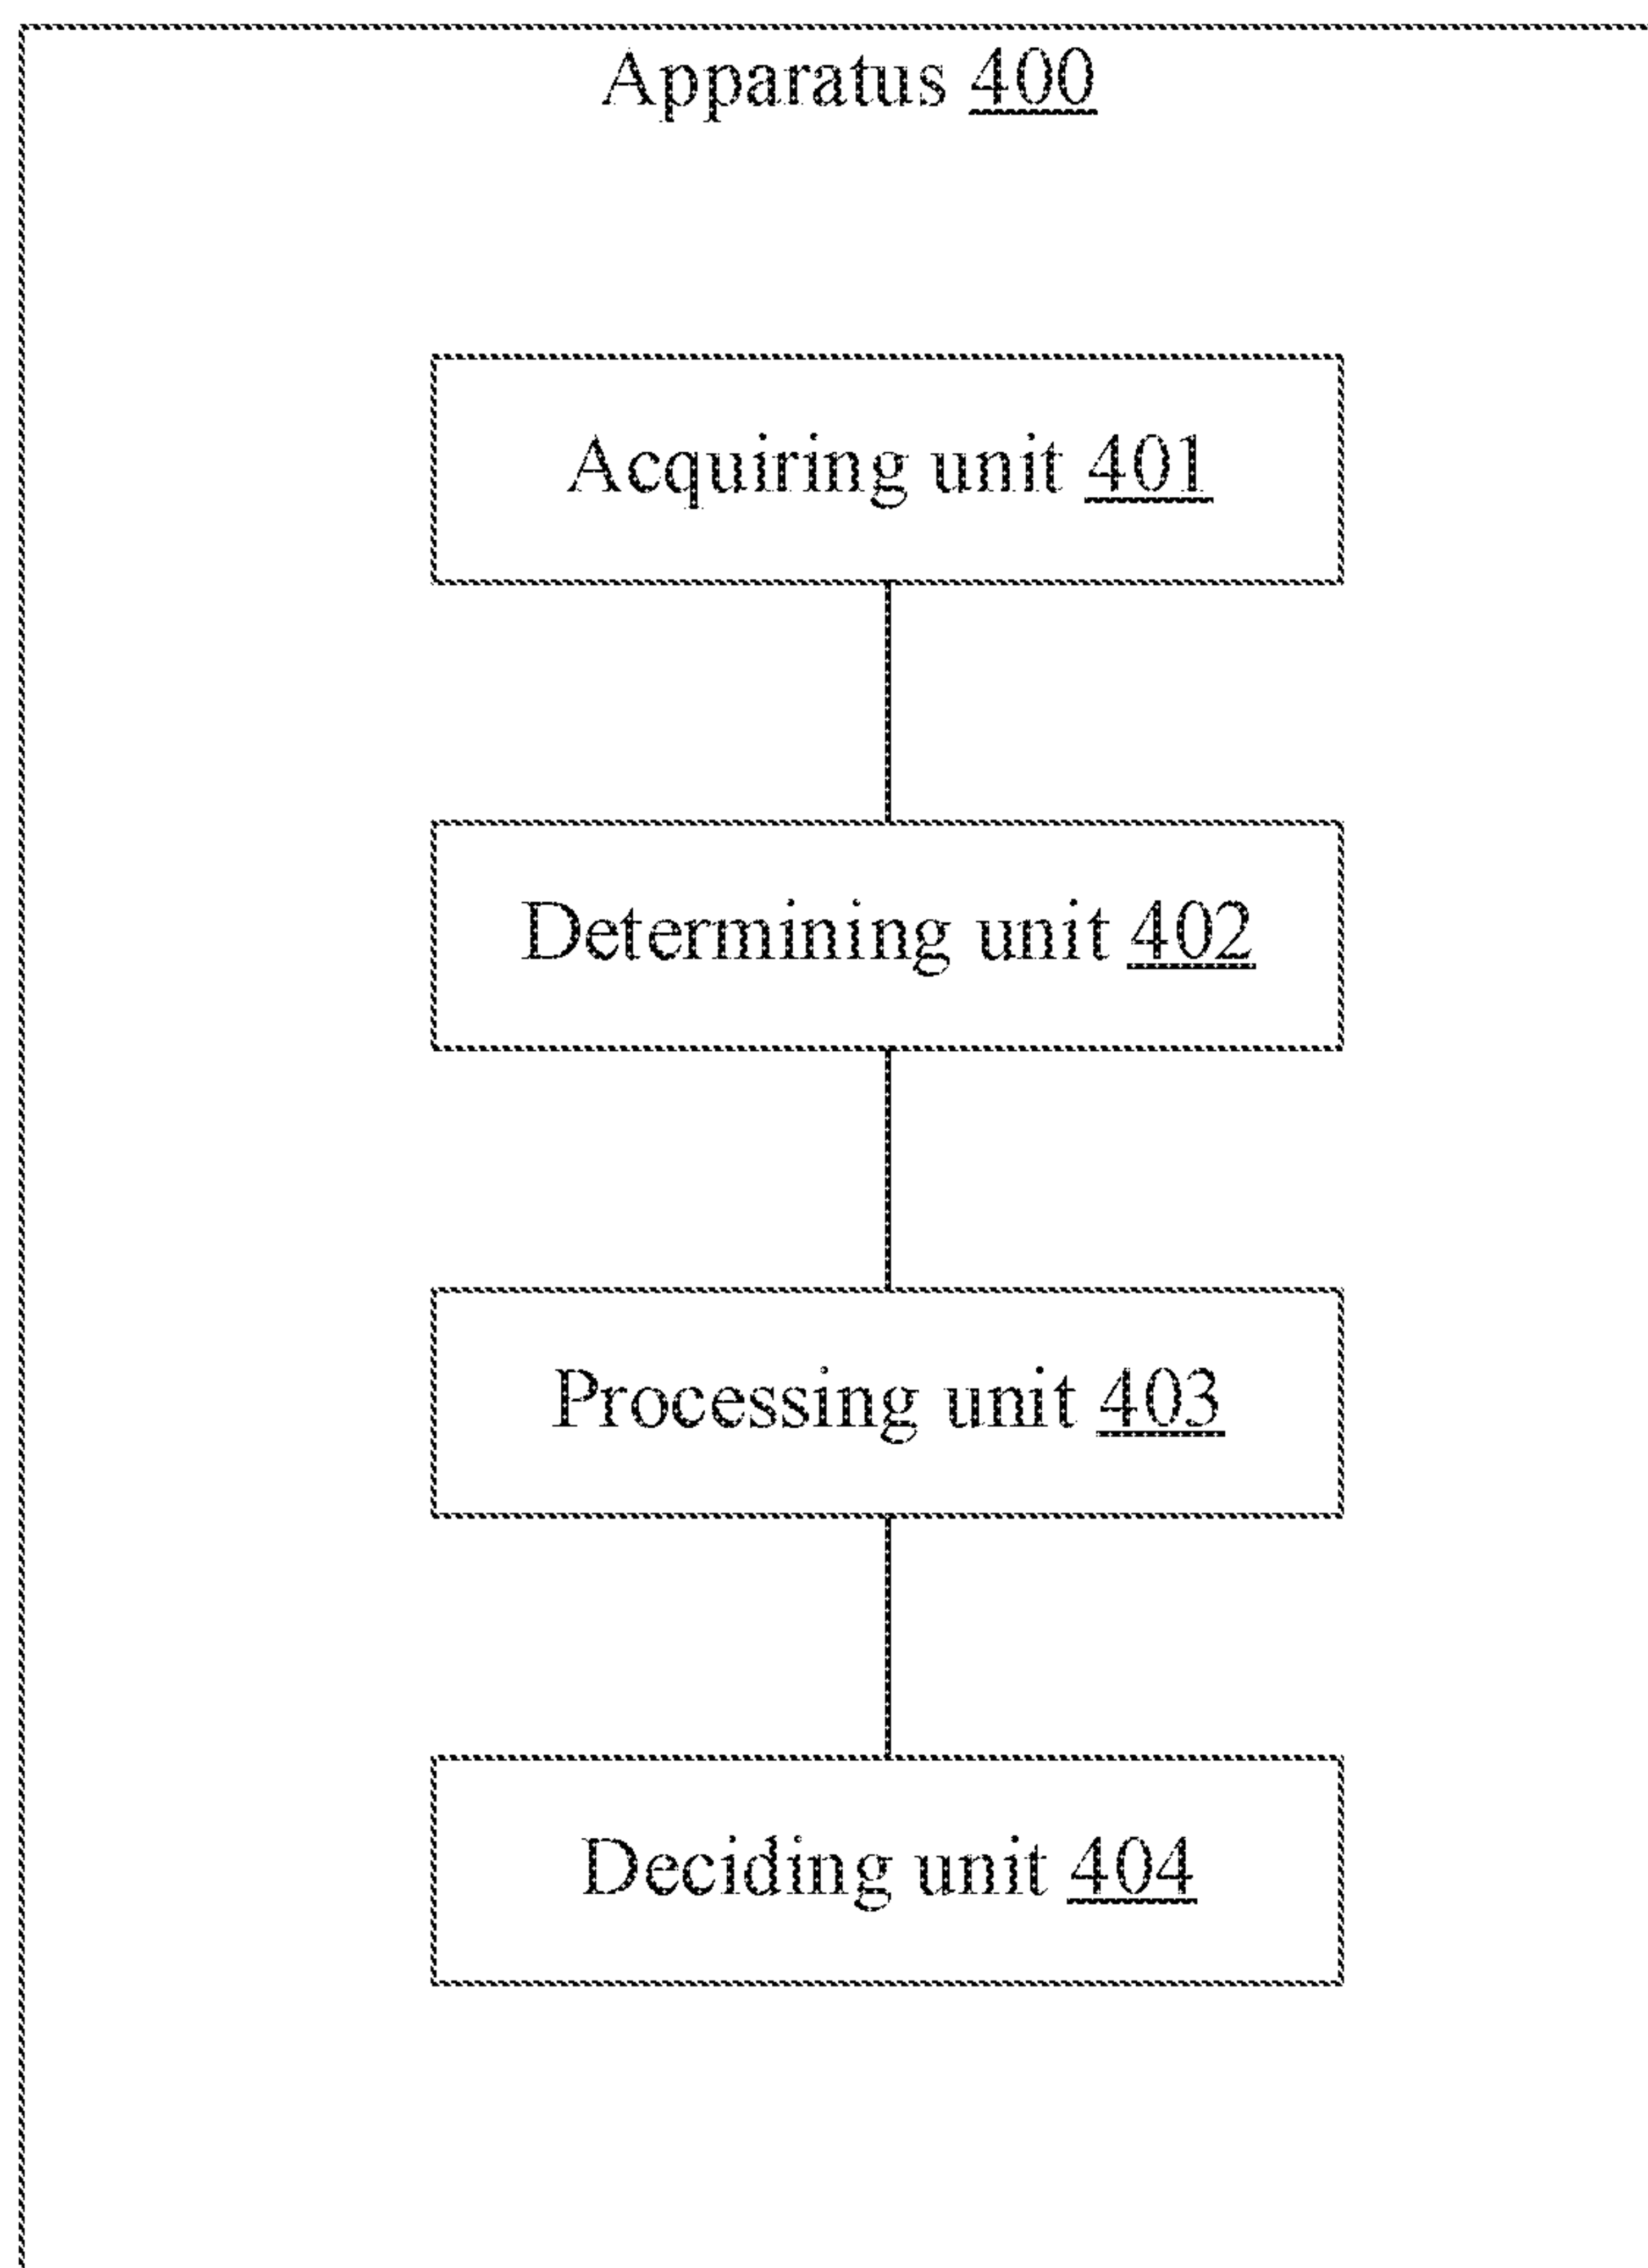 Apparatus 400
Acquiring unit 401
Determining unit 402
Processing unit 403
Deciding unit 404